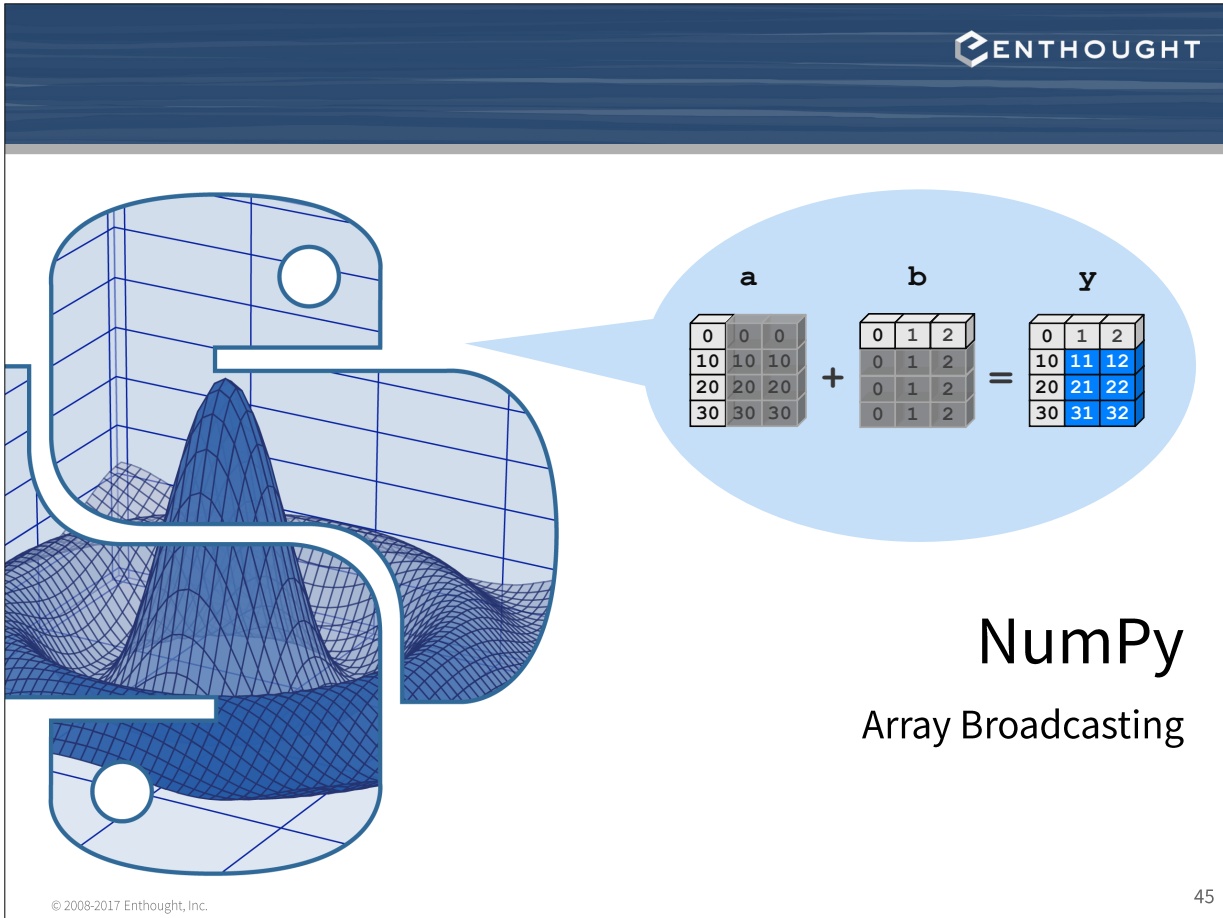 ENTHOUGHT
a b y
0 0 0 0 1 2 0 1 2
10 10 10 0 1 2 10 11 12
+ =
20 20 20 0 1 2 20 21 22
30 30 30 0 1 2 30 31 32
NumPy
Array Broadcasting
© 2008-2017 Enthought, Inc.
45